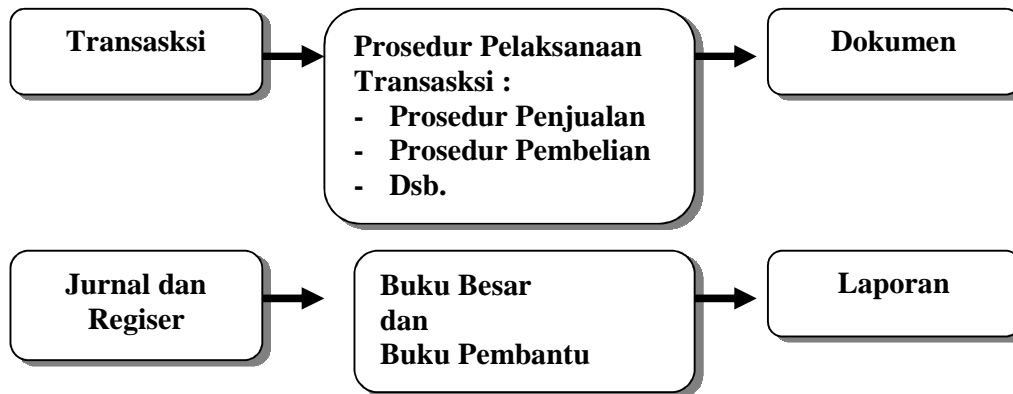 Transasksi
Prosedur Pelaksanaan
Transasksi :
- Prosedur Penjualan
- Prosedur Pembelian
- Dsb.
Dokumen
Jurnal dan
Regiser
Buku Besar
dan
Buku Pembantu
Laporan